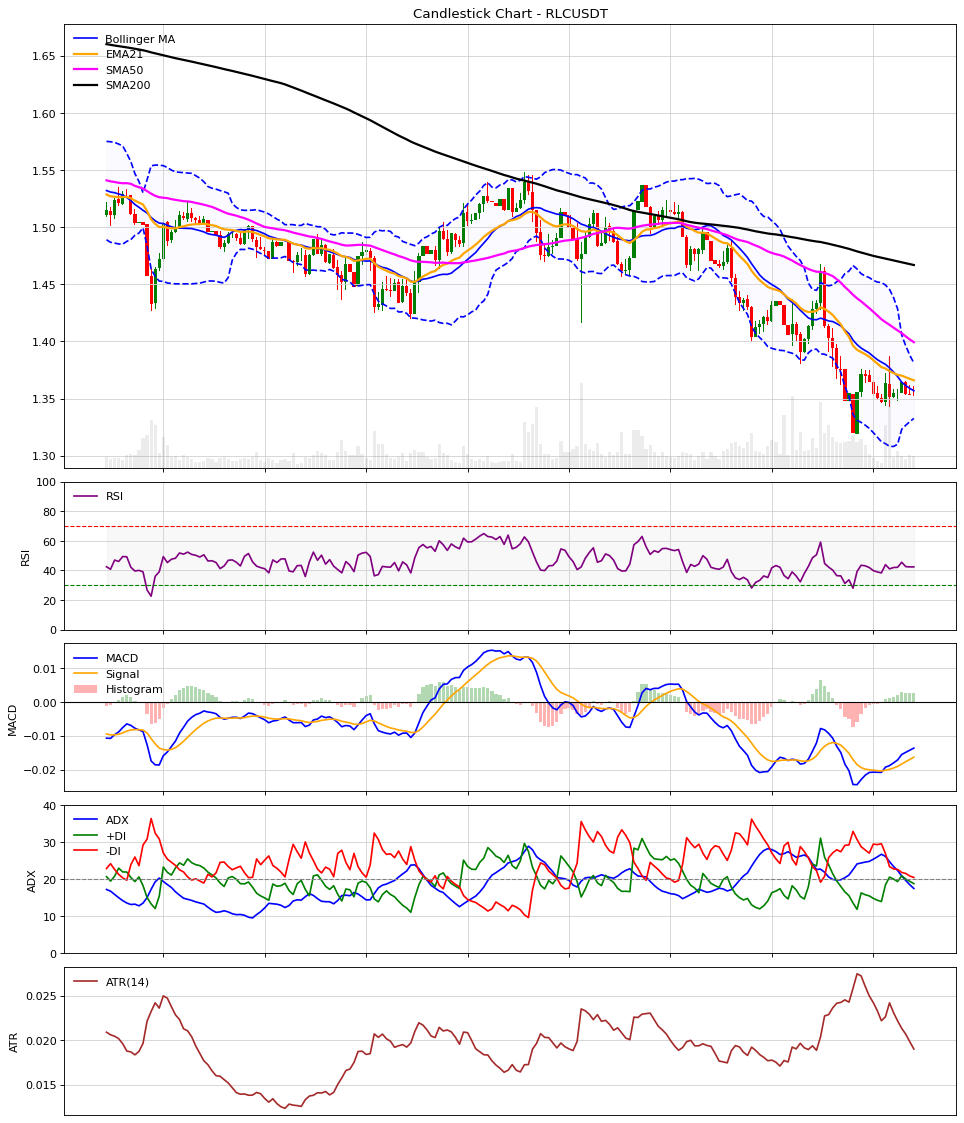 Candlestick Chart - RLCUSDT
Bollinger MA
EMA21
SMA50
SMA200
1.65
1.60
1.55
1.50
1.45
1.40
1.35
1.30
RSI
100
80
60
40
20
0
RSI
MACD
Signal
Histogram
0.01
0.00
−0.01
−0.02
MACD
ADX
+DI
-DI
40
30
20
10
0
ADX
ATR(14)
0.025
0.020
0.015
ATR